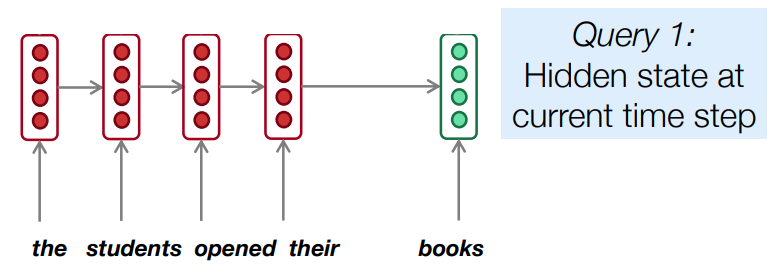 Query 1:
Hidden state at
current time step
the students opened their books